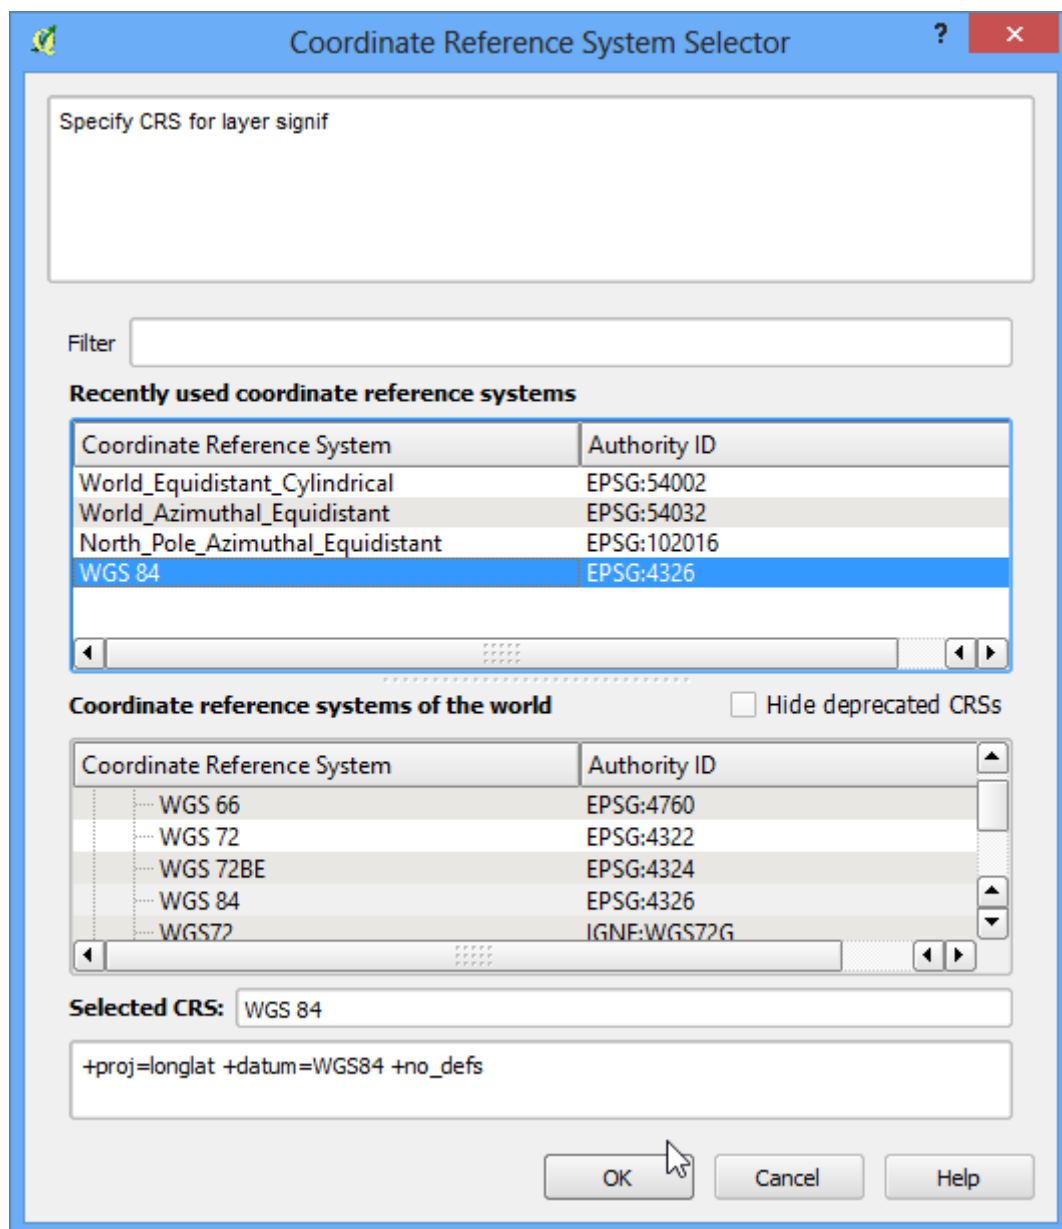 Coordinate Reference System Selector ?
Specify CRS for layer signif
Filter
Recently used coordinate reference systems
Coordinate Reference System Authority ID
World_Equidistant_Cylindrical EPSG:54002
World_Azimuthal_Equidistant EPSG:54032
North_Pole_Azimuthal_Equidistant EPSG:102016
WGS 84 EPSG:4326
Coordinate reference systems of the world Hide deprecated CRSs
Coordinate Reference System Authority ID
WGS 66 EPSG:4760
WGS 72 EPSG:4322
WGS 72BE EPSG:4324
WGS 84 EPSG:4326
WGS72 IGNF:WGS72G
Selected CRS: WGS 84
+proj=longlat +datum=WGS84 +no_defs
OK Cancel Help